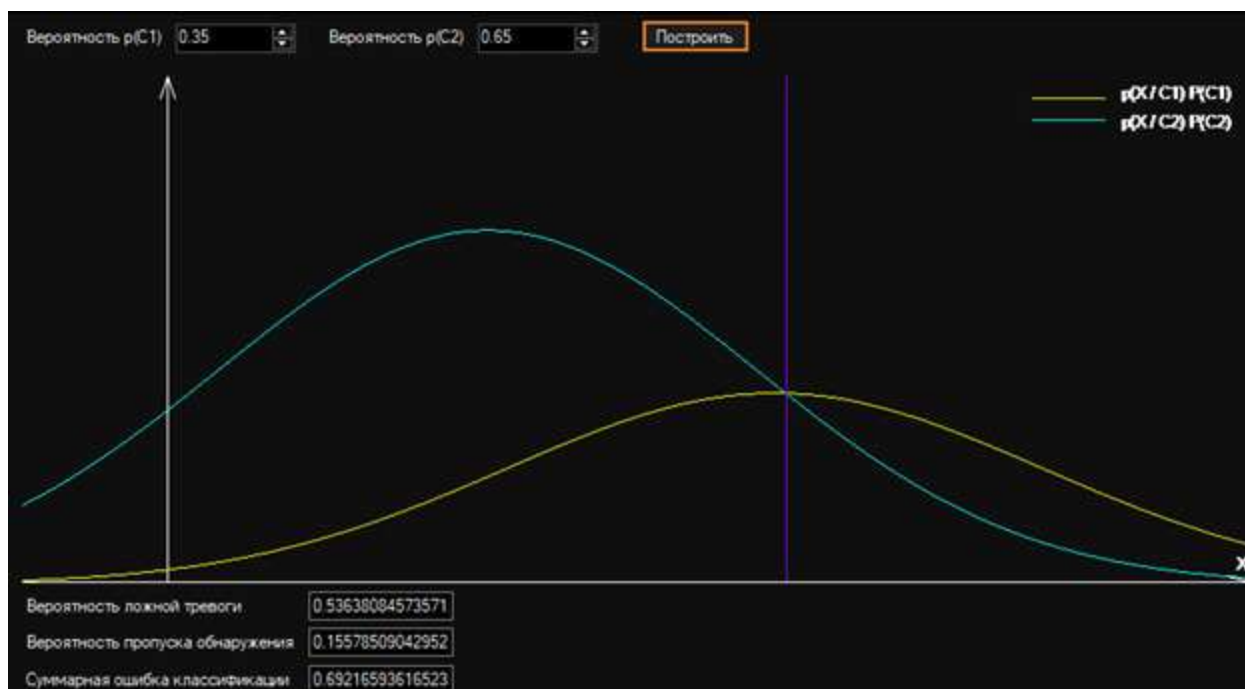 Вероятность p(C1) 0.35 Вероятность p(C2) 0.65 Построить
p(X / C1) P(C1)
p(X / C2) P(C2)
X
Вероятность ложной тревоги 0.53638084573571
Вероятность пропуска обнаружения 0.15578509042952
Суммарная ошибка классификации 0.69216593616523